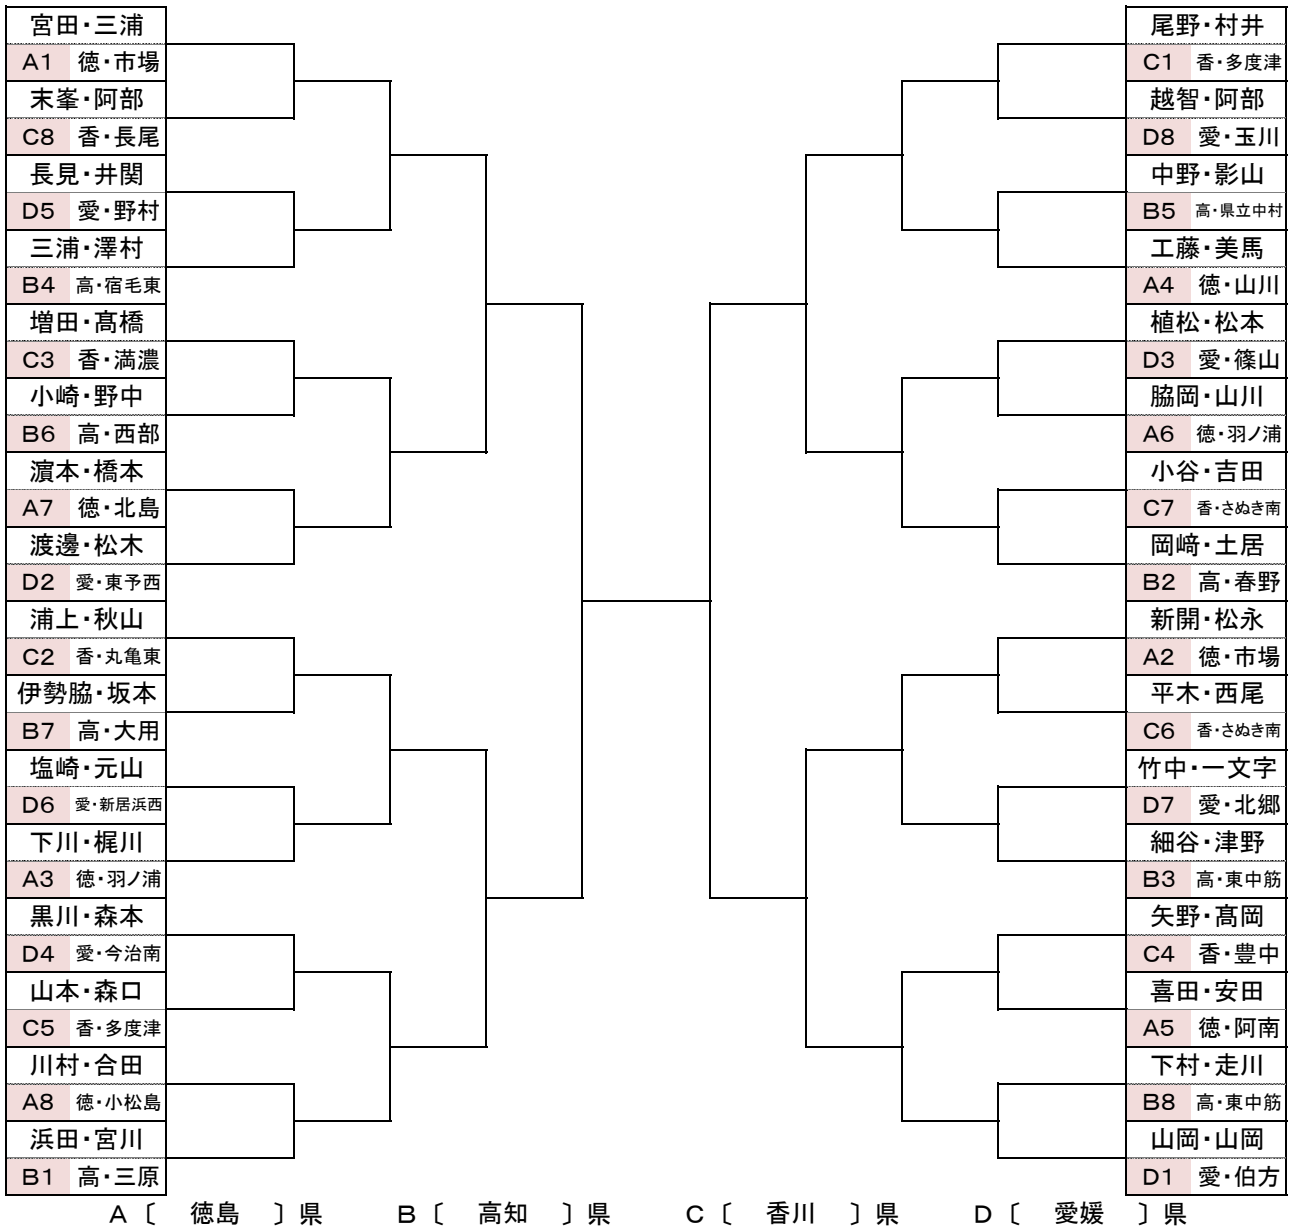 宮田・三浦
A1 徳・市場
末峯・阿部
C8 香・長尾
長見・井関
D5 愛・野村
三浦・澤村
B4 高・宿毛東
増田・髙橋
C3 香・満濃
小崎・野中
B6 高・西部
濵本・橋本
A7 徳・北島
渡邊・松木
D2 愛・東予西
浦上・秋山
C2 香・丸亀東
伊勢脇・坂本
B7 高・大用
塩崎・元山
D6 愛・新居浜西
下川・梶川
A3 徳・羽ノ浦
黒川・森本
D4 愛・今治南
山本・森口
C5 香・多度津
川村・合田
A8 徳・小松島
浜田・宮川
B1 高・三原
尾野・村井
C1 香・多度津
越智・阿部
D8 愛・玉川
中野・影山
B5 高・県立中村
工藤・美馬
A4 徳・山川
植松・松本
D3 愛・篠山
脇岡・山川
A6 徳・羽ノ浦
小谷・吉田
C7 香・さぬき南
岡﨑・土居
B2 高・春野
新開・松永
A2 徳・市場
平木・西尾
C6 香・さぬき南
竹中・一文字
D7 愛・北郷
細谷・津野
B3 高・東中筋
矢野・髙岡
C4 香・豊中
喜田・安田
A5 徳・阿南
下村・走川
B8 高・東中筋
山岡・山岡
D1 愛・伯方
A〔 徳島 〕県 B〔 高知 〕県 C〔 香川 〕県 D〔 愛媛 〕県